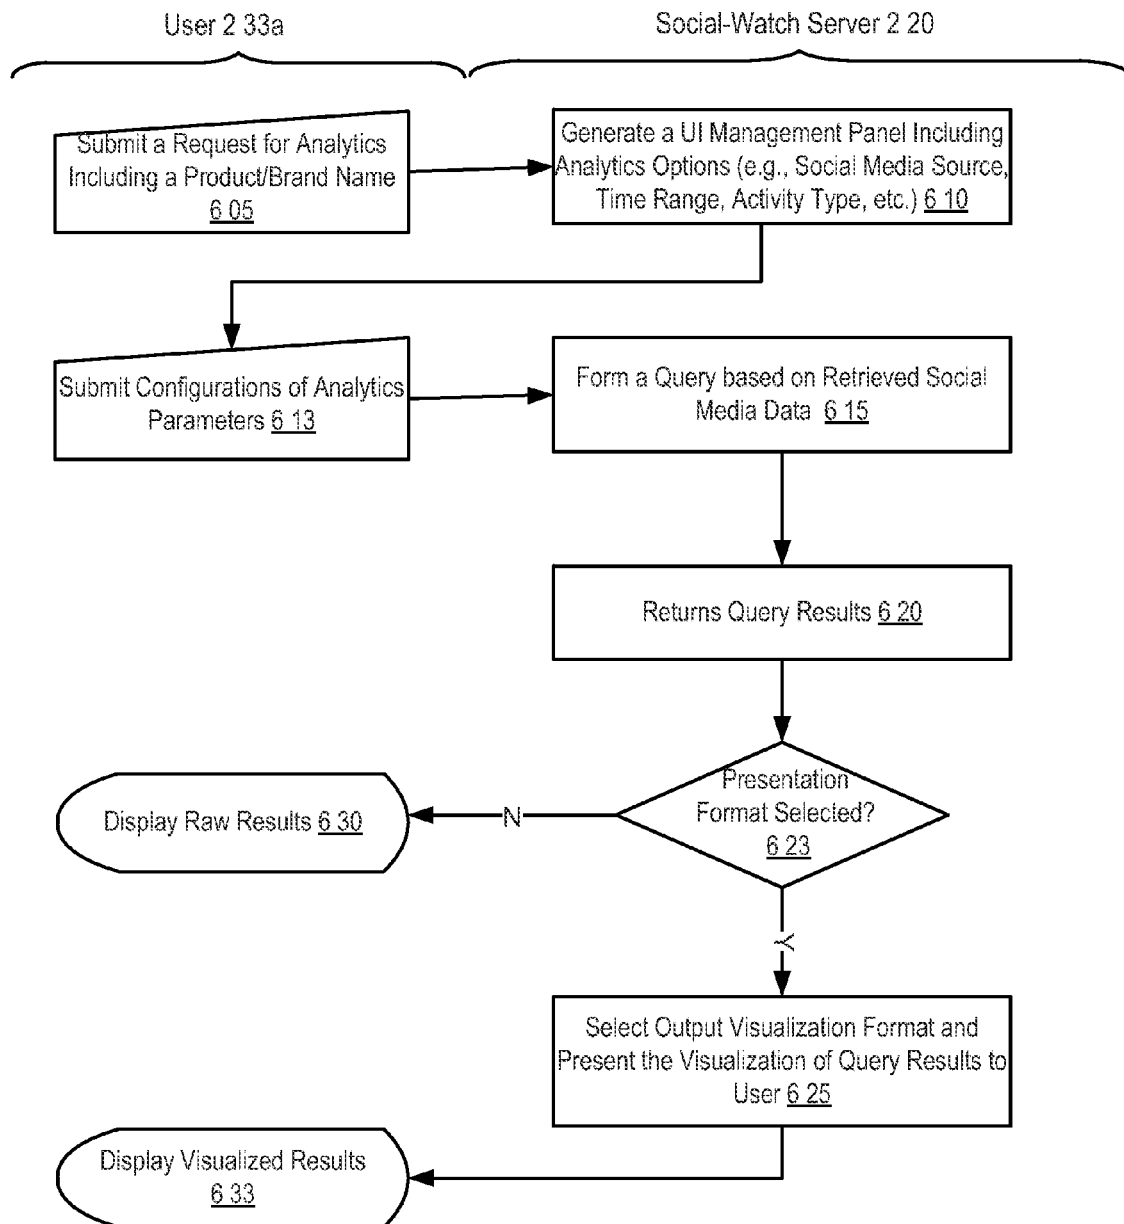 User 2 33a
Social-Watch Server 2 20
Submit a Request for Analytics
Including a Product/Brand Name
6 05
Generate a UI Management Panel Including
Analytics Options (e.g., Social Media Source,
Time Range, Activity Type, etc.) 6 10
Submit Configurations of Analytics
Parameters 6 13
Form a Query based on Retrieved Social
Media Data 6 15
Returns Query Results 6 20
Presentation
Format Selected?
6 23
N
Display Raw Results 6 30
Y
Select Output Visualization Format and
Present the Visualization of Query Results to
User 6 25
Display Visualized Results
6 33